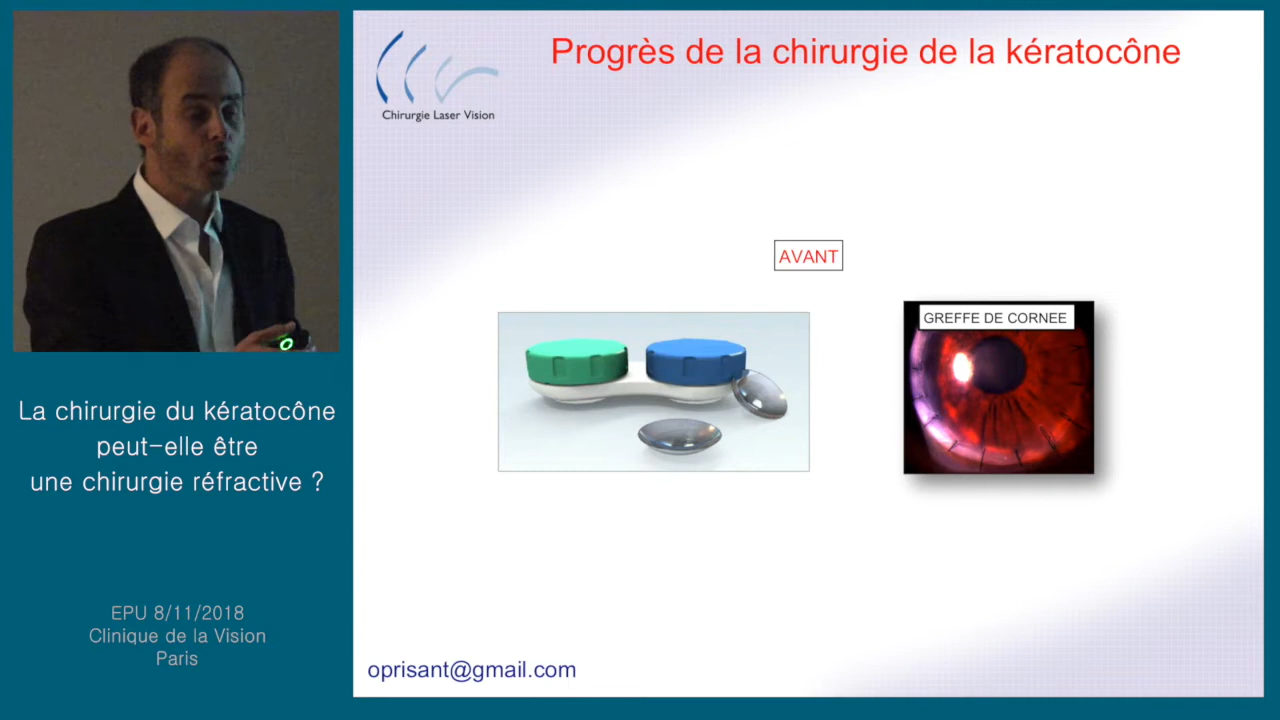 Chirurgie Laser Vision
Progrès de la chirurgie de la kératocône
AVANT
GREFFE DE CORNEE
La chirurgie du kératocône
peut-elle être
une chirurgie réfractive ?
EPU 8/11/2018
Clinique de la Vision
Paris
oprisant@gmail.com